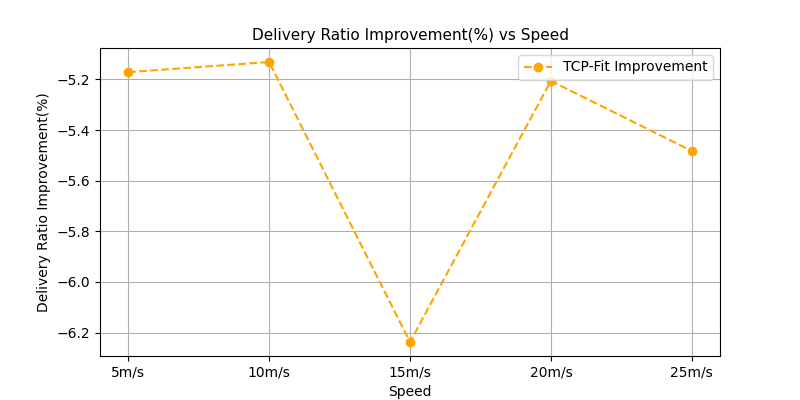 Delivery Ratio Improvement(%) vs Speed
TCP-Fit Improvement
Delivery Ratio Improvement(%)
−5.2
−5.4
−5.6
−5.8
−6.0
−6.2
5m/s 10m/s 15m/s 20m/s 25m/s
Speed